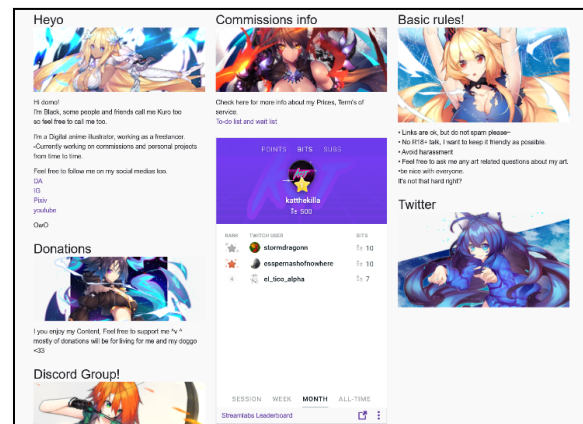 Heyo
Hi domo!
I'm Black, some people and friends call me Kuro too
so feel free to call me too.
I'm a Digital anime illustrator, working as a freelancer.
-Currently working on commissions and personal projects
from time to time.
Feel free to follow me on my social medias too.
DA
IG
Pixiv
youtube
OwO
Donations
I you enjoy my Content, Feel free to support me ^v ^
mostly of donations will be for living for me and my doggo
<33
Discord Group!
Commissions info
Check here for more info about my Prices, Term's of
service.
To-do list and wait list
POINTS BITS SUBS
katthekilla
500
RANK TWITCH USER BITS
stormdragonn 10
esspernashofnowhere 10
4 el_tico_alpha 7
SESSION WEEK MONTH ALL-TIME
Streamlabs Leaderboard
Basic rules!
• Links are ok, but do not spam please~
• No R18+ talk, I want to keep it friendly as possible.
• Avoid harassment
• Feel free to ask me any art related questions about my art.
•be nice with everyone.
It's not that hard right?
Twitter